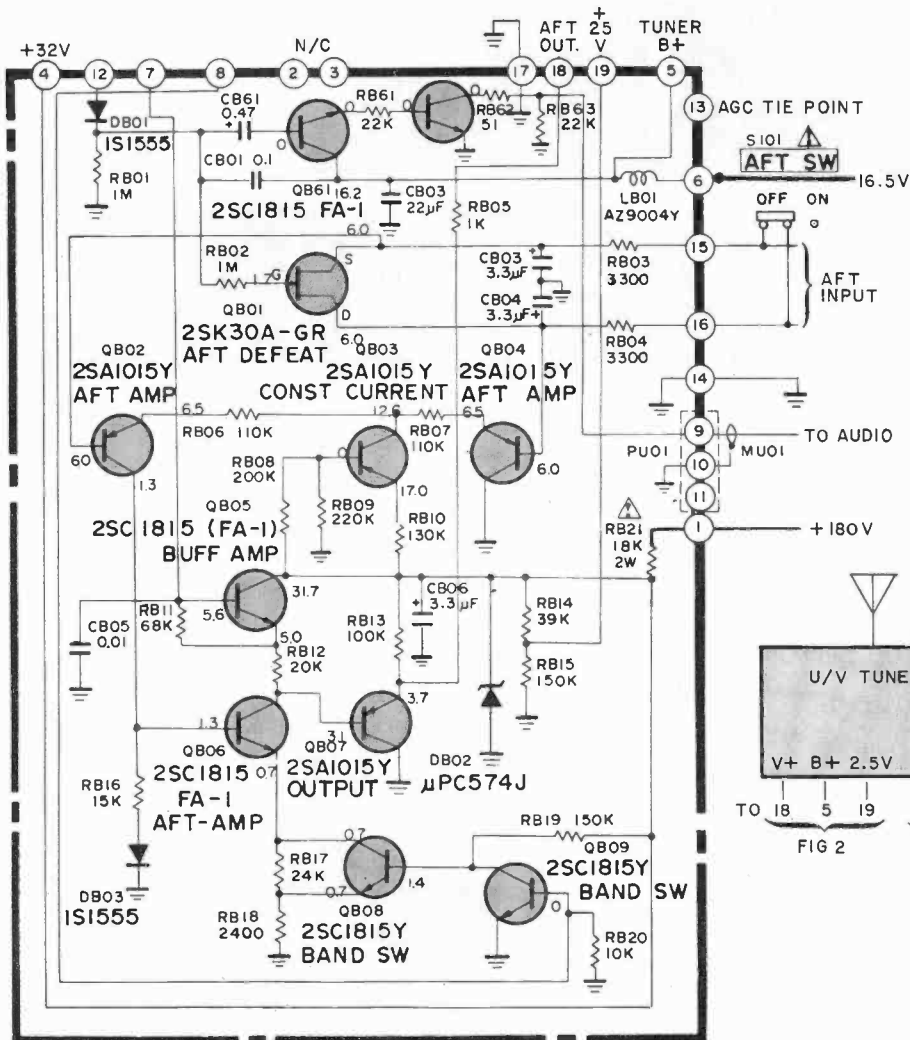 +32V
N/C
AFT OUT.
+
25
V
TUNER
B+
4
12
7
8
2
3
17
18
19
5
13 AGC TIE POINT
DB01
1S1555
CB61
0.47
+
0
RB61
22K
0
0
RB62
51
RB63
22K
S101
AFT SW
RB01
1M
CB01 0.1
QB61
16.2
2SC1815 FA-1
CB03
22µF
RB05
1K
LB01
AZ9004Y
6
16.5V
OFF ON
6.0
RB02
1M
1.7
G
S
D
CB03
3.3µF
+
RB03
3300
15
AFT
INPUT
QB01
2SK30A-GR
AFT DEFEAT
6.0
CB04
3.3µF+
RB04
3300
16
QB02
2SA1015Y
AFT AMP
QB03
2SA1015Y
CONST CURRENT
QB04
2SA1015Y
AFT AMP
14
6.5
RB06 110K
12.6
RB07
110K
6.5
9
TO AUDIO
PU01
10
MU01
11
60
1.3
RB08
200K
0
RB09
220K
17.0
6.0
QB05
2SC1815 (FA-1)
BUFF AMP
RB10
130K
RB21
18K
2W
1
+180V
31.7
5.6
5.0
RB11
68K
CB05
0.01
CB06
+ 3.3µF
RB14
39K
RB12
20K
RB13
100K
RB15
150K
3.7
1.3
31
QB06
2SC1815
FA-1
AFT-AMP
0.7
QB07
2SA1015Y
OUTPUT
DB02
µPC574J
U/V TUNE
V+ B+ 2.5V
TO 18 5 19
FIG 2
RB16
15K
DB03
1S1555
RB19 150K
0.7
RB17
24K
0.7
RB18
2400
1.4
QB08
2SC1815Y
BAND SW
QB09
2SC1815Y
BAND SW
0
RB20
10K